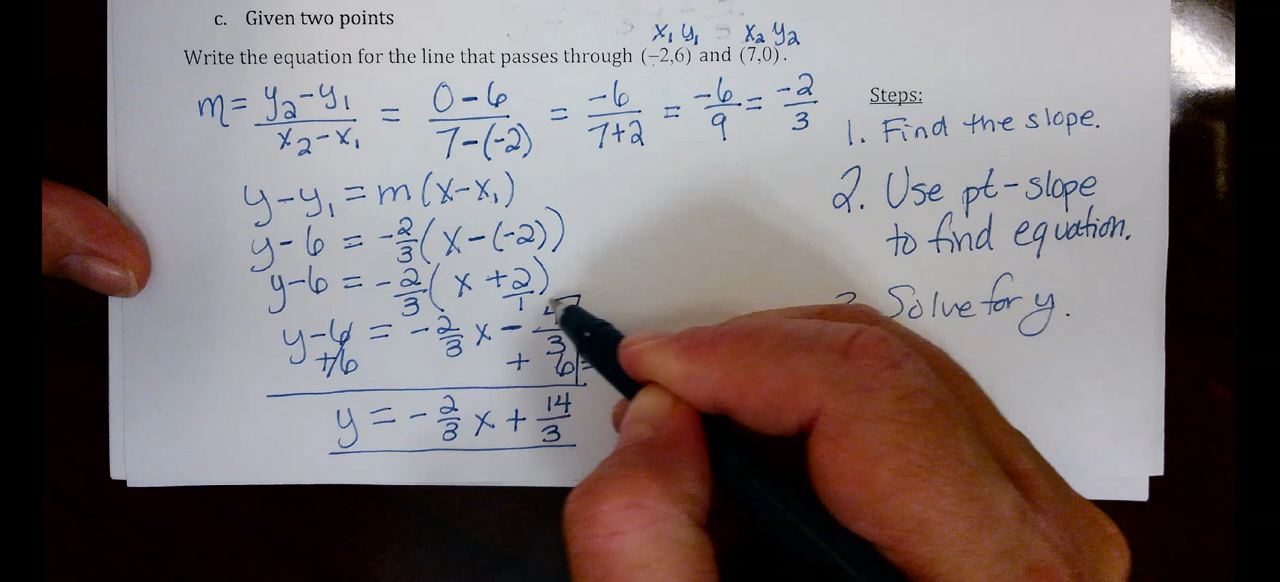 c. Given two points
x₁ y₁ x₂ y₂
Write the equation for the line that passes through (−2,6) and (7,0).
m = y₂-y₁ / x₂-x₁ = 0-6 / 7-(-2) = -6 / 7+2 = -6/9 = -2/3
Steps:
1. Find the slope.
y-y₁ = m(x-x₁)
2. Use pt-slope
to find equation.
y-6 = -2/3(x-(-2))
y-6 = -2/3(x+2/1)
Solve for y.
y-6 = -2/3 x - /3
+6 + 6
y = -2/3 x + 14/3